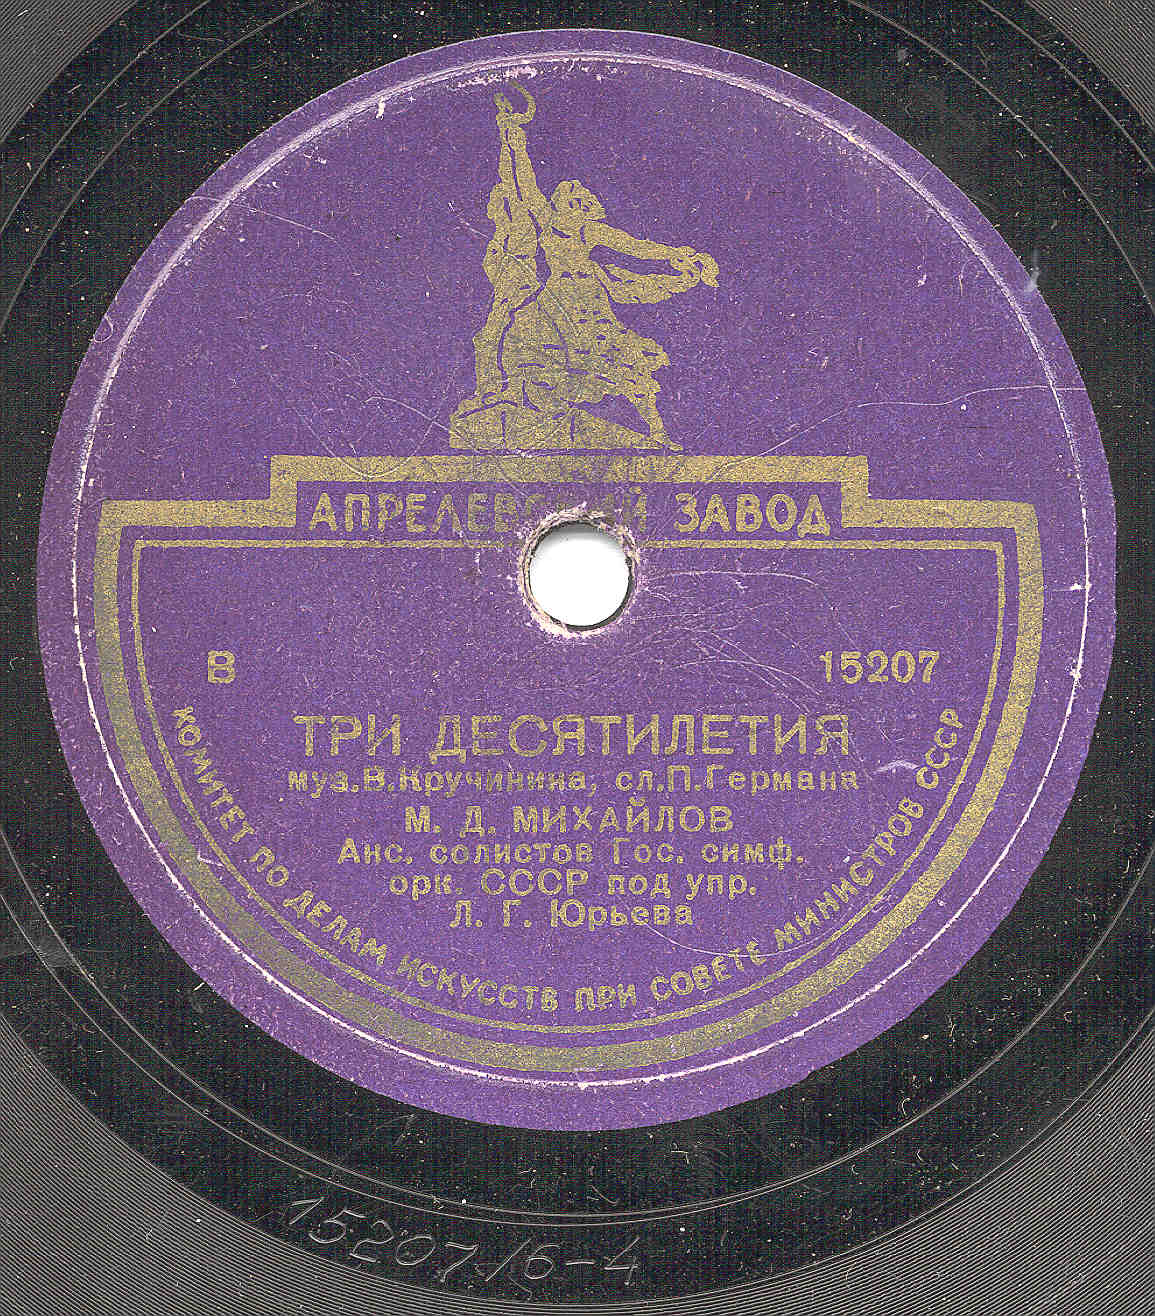 АПРЕЛЕВСКИЙ ЗАВОД
В 15207
ТРИ ДЕСЯТИЛЕТИЯ
муз.В.Кручинина, сл.П.Германа
М. Д. МИХАЙЛОВ
Анс. солистов Гос. симф.
орк. СССР под упр.
Л. Г. Юрьева
КОМИТЕТ ПО ДЕЛАМ ИСКУССТВ ПРИ СОВЕТЕ МИНИСТРОВ СССР
15207/6-4